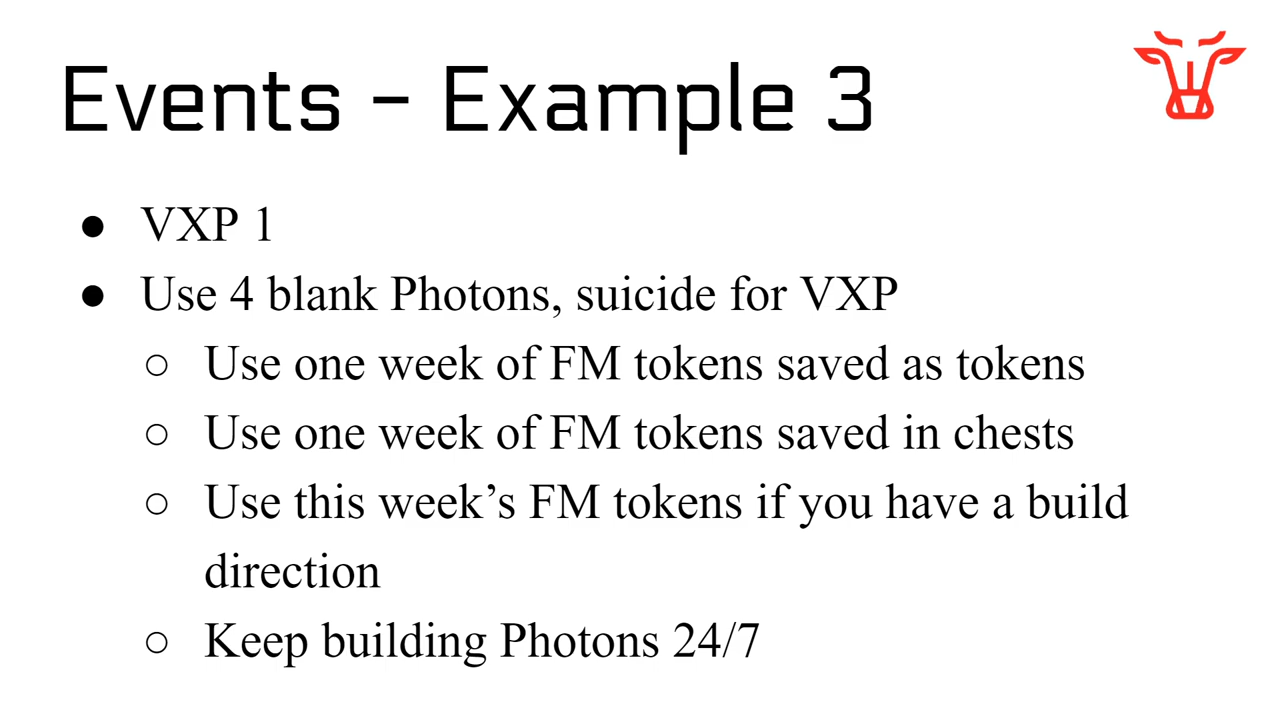 Events – Example 3
● VXP 1
● Use 4 blank Photons, suicide for VXP
○ Use one week of FM tokens saved as tokens
○ Use one week of FM tokens saved in chests
○ Use this week’s FM tokens if you have a build
direction
○ Keep building Photons 24/7